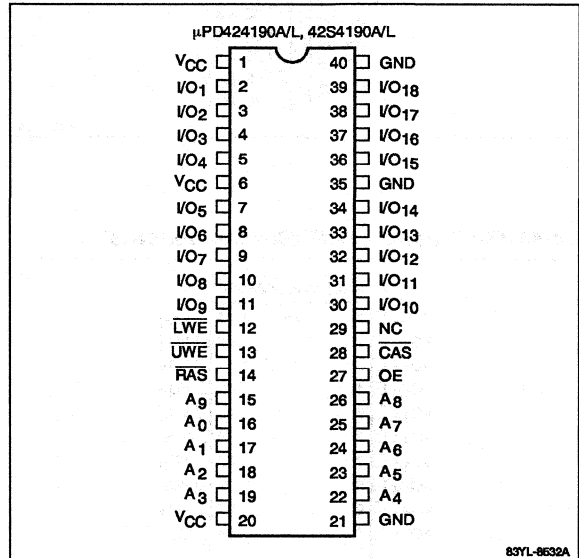 μPD424190A/L, 42S4190A/L
VCC 1 40 GND
I/O1 2 39 I/O18
I/O2 3 38 I/O17
I/O3 4 37 I/O16
I/O4 5 36 I/O15
VCC 6 35 GND
I/O5 7 34 I/O14
I/O6 8 33 I/O13
I/O7 9 32 I/O12
I/O8 10 31 I/O11
I/O9 11 30 I/O10
LWE 12 29 NC
UWE 13 28 CAS
RAS 14 27 OE
A9 15 26 A8
A0 16 25 A7
A1 17 24 A6
A2 18 23 A5
A3 19 22 A4
VCC 20 21 GND
83YL-8632A